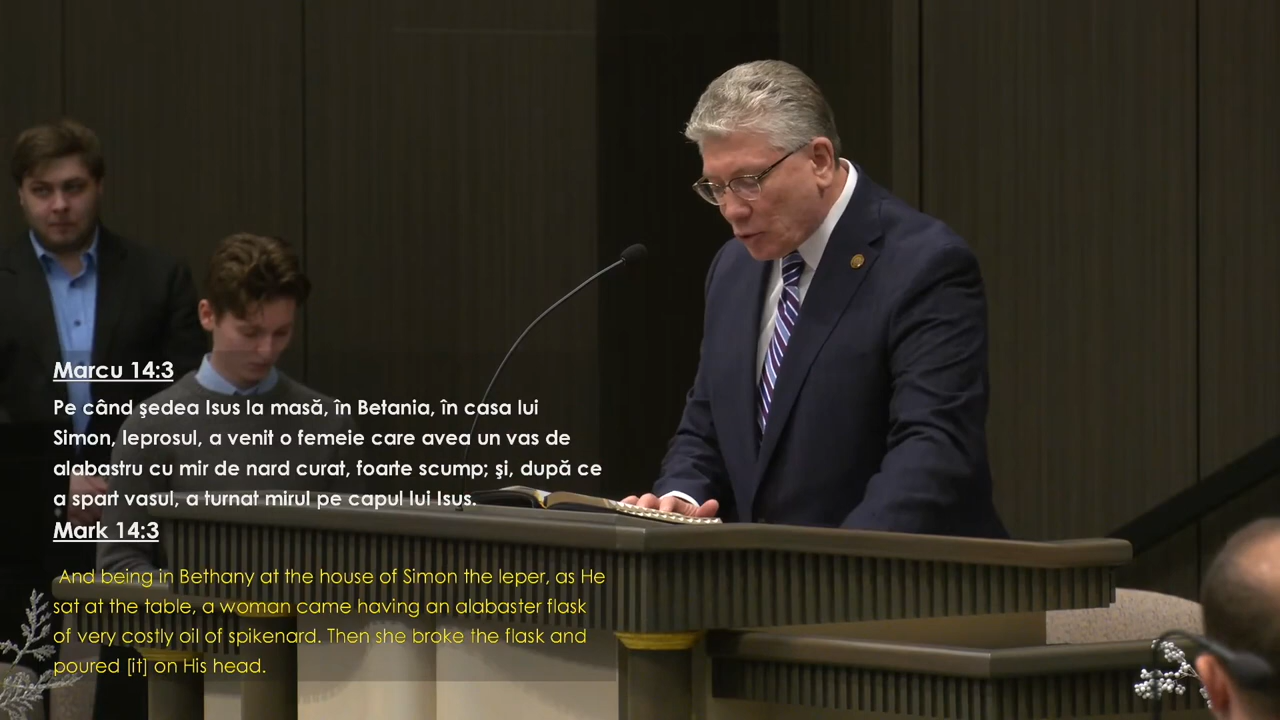 Marcu 14:3
Pe când şedea Isus la masă, în Betania, în casa lui
Simon, leprosul, a venit o femeie care avea un vas de
alabastru cu mir de nard curat, foarte scump; şi, după ce
a spart vasul, a turnat mirul pe capul lui Isus.
Mark 14:3
And being in Bethany at the house of Simon the leper, as He
sat at the table, a woman came having an alabaster flask
of very costly oil of spikenard. Then she broke the flask and
poured [it] on His head.